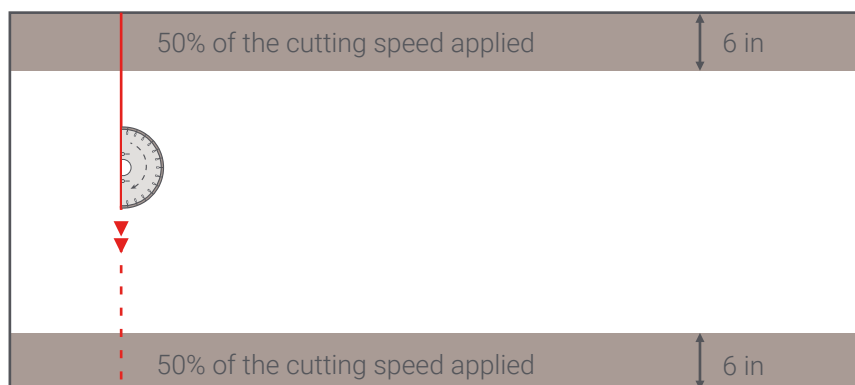 50% of the cutting speed applied 6 in
50% of the cutting speed applied 6 in